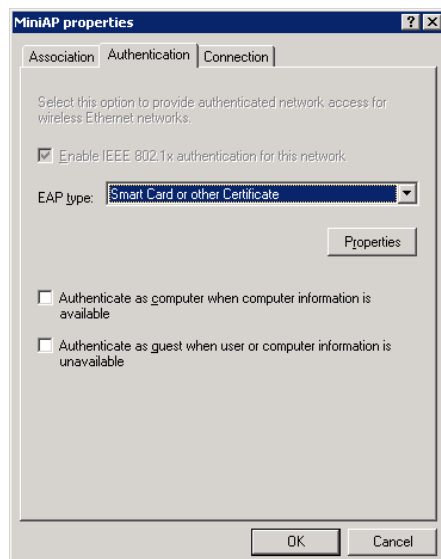 MiniAP properties
Association Authentication Connection
Select this option to provide authenticated network access for
wireless Ethernet networks.
Enable IEEE 802.1x authentication for this network
EAP type: Smart Card or other Certificate
Properties
Authenticate as computer when computer information is
available
Authenticate as guest when user or computer information is
unavailable
OK Cancel